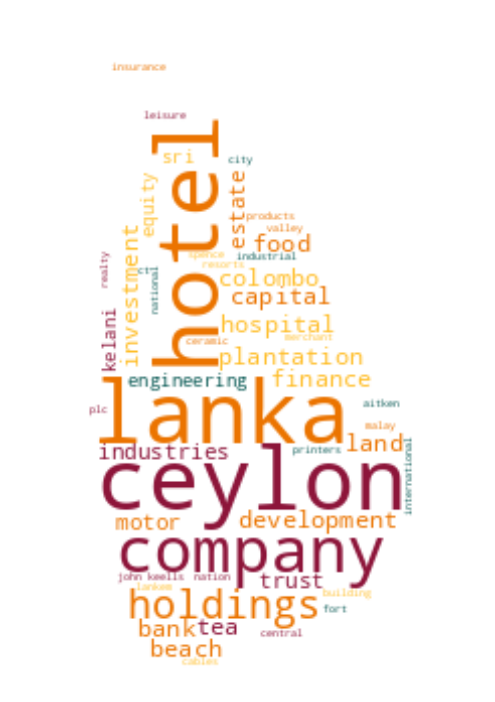 insurance
leisure
hotel
sri
city
equity
estate
products
valley
food
investment
spence
industrial
resorts
realty
ct
national
colombo
capital
kelani
hospital
ceramic
merchant
plantation
engineering
finance
lanka
plc
aitken
malay
land
industries
printers
international
ceylon
motor
development
company
john keells
nation
trust
lankem
building
holdings
fort
bank
tea
central
beach
cables